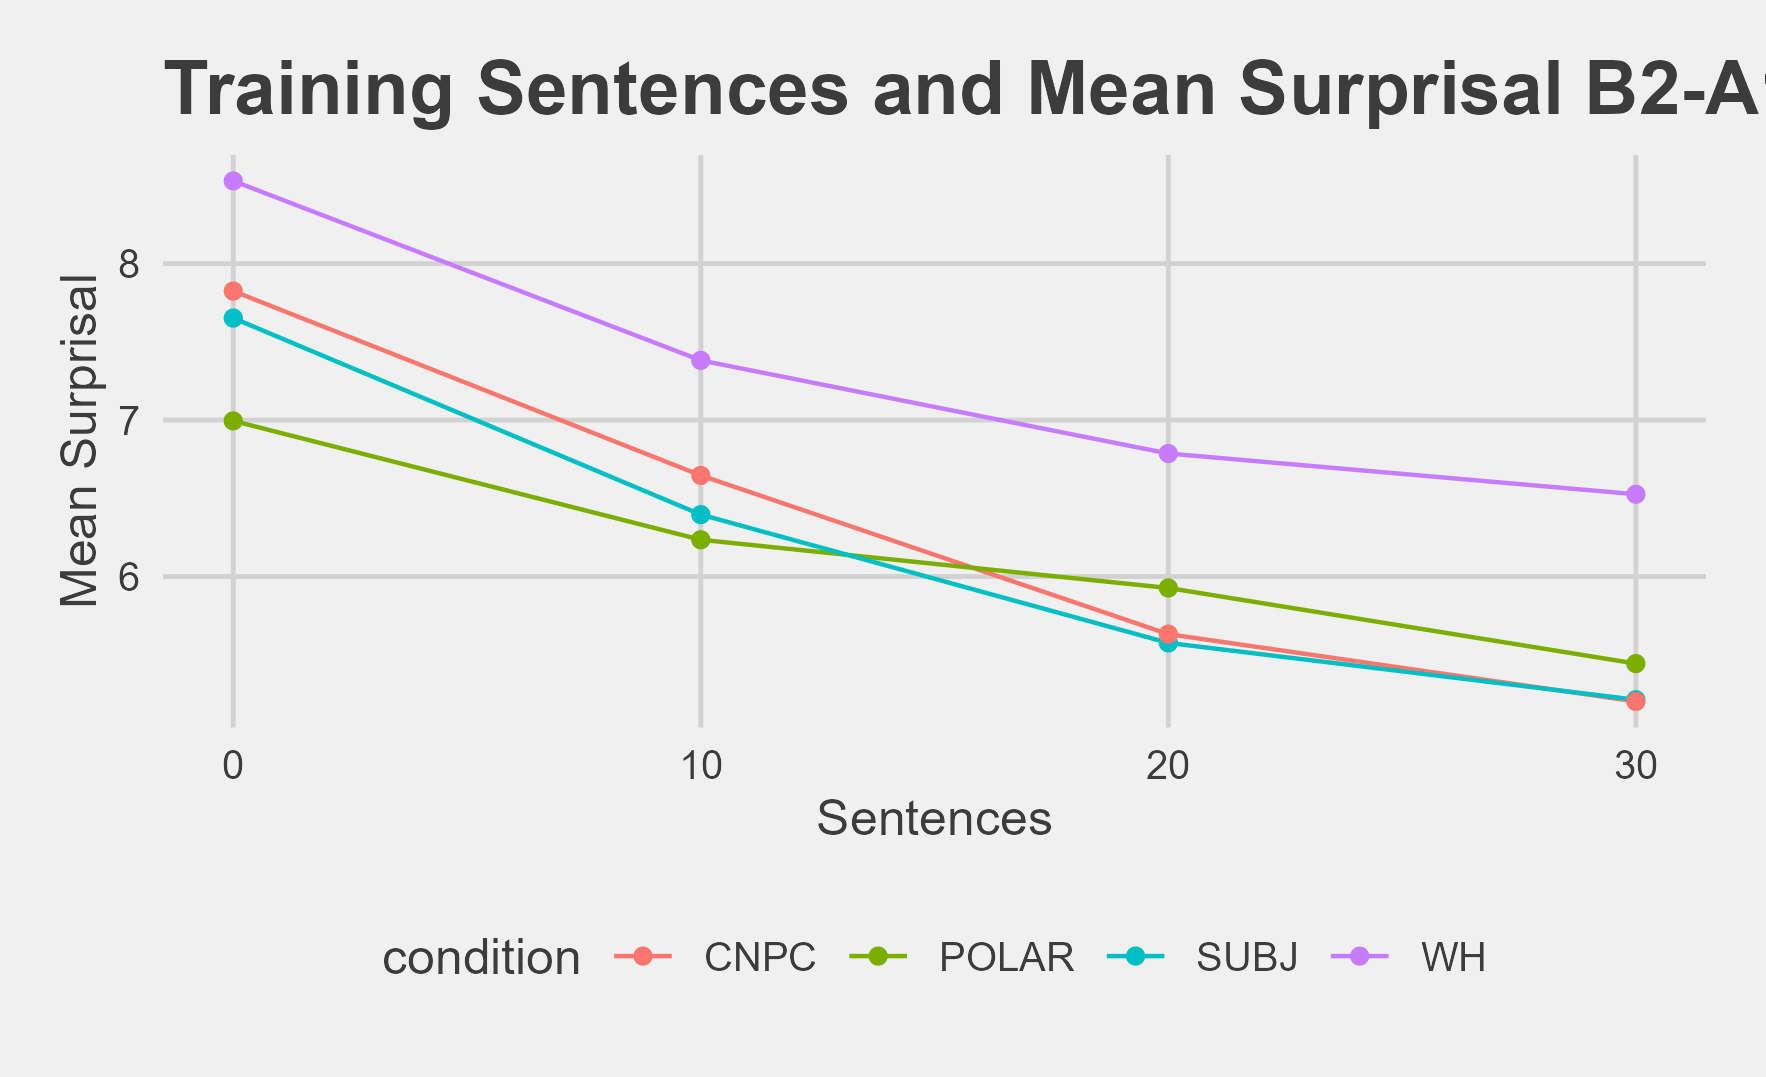 Training Sentences and Mean Surprisal
Mean Surprisal
8
7
6
0 10 20 30
Sentences
condition CNPC POLAR SUBJ WH